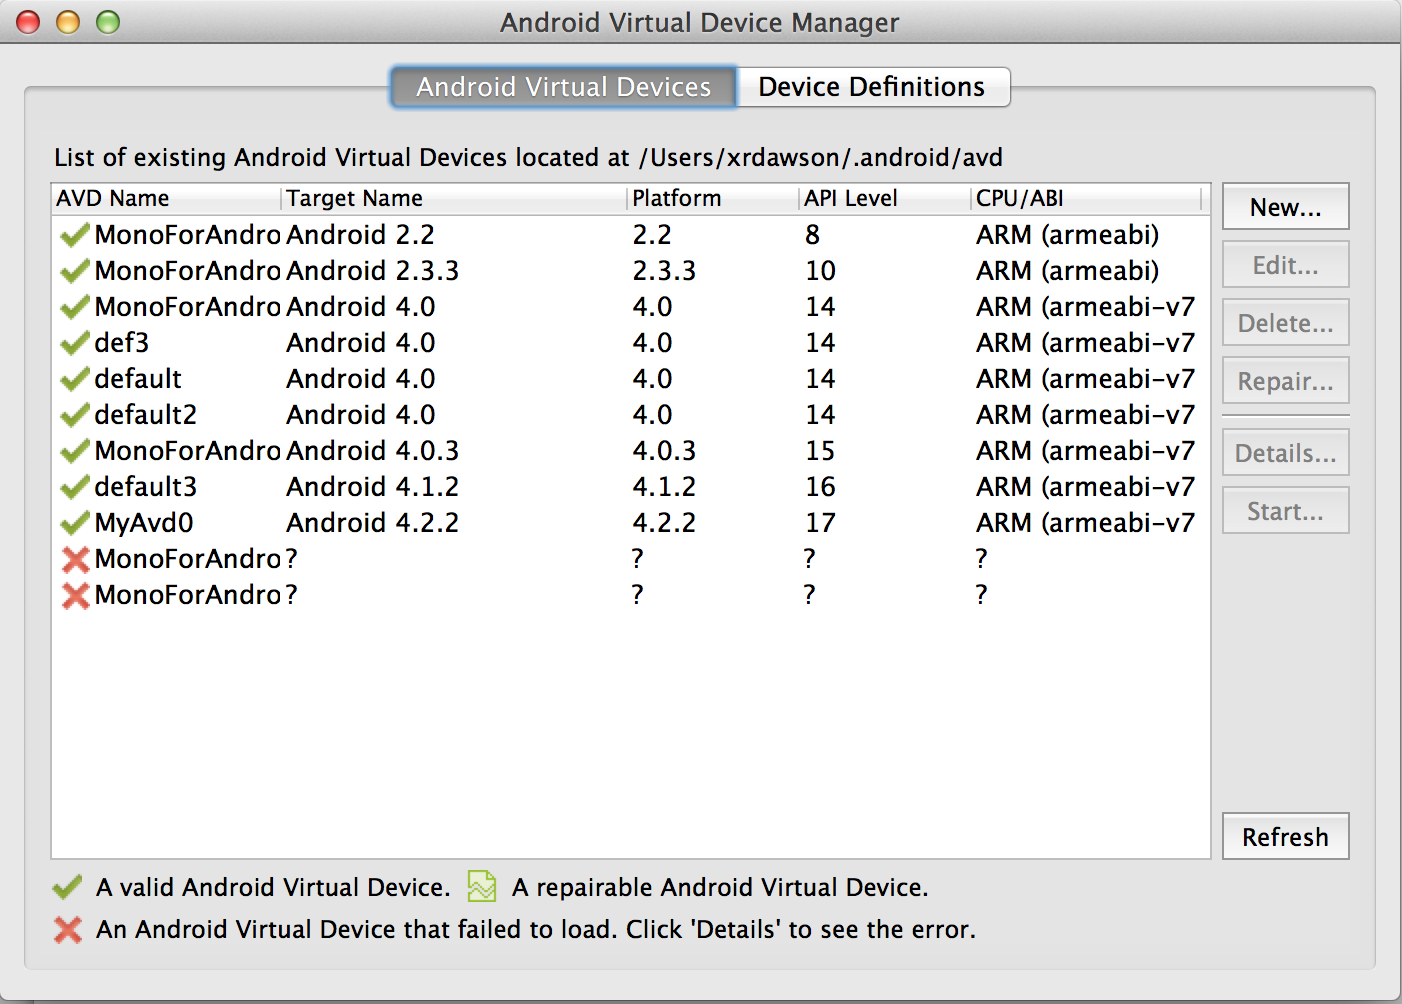 Android Virtual Device Manager
Android Virtual Devices Device Definitions
List of existing Android Virtual Devices located at /Users/xrdawson/.android/avd
AVD Name Target Name Platform API Level CPU/ABI
MonoForAndro Android 2.2 2.2 8 ARM (armeabi)
MonoForAndro Android 2.3.3 2.3.3 10 ARM (armeabi)
MonoForAndro Android 4.0 4.0 14 ARM (armeabi-v7
def3 Android 4.0 4.0 14 ARM (armeabi-v7
default Android 4.0 4.0 14 ARM (armeabi-v7
default2 Android 4.0 4.0 14 ARM (armeabi-v7
MonoForAndro Android 4.0.3 4.0.3 15 ARM (armeabi-v7
default3 Android 4.1.2 4.1.2 16 ARM (armeabi-v7
MyAvd0 Android 4.2.2 4.2.2 17 ARM (armeabi-v7
MonoForAndro ? ? ? ?
MonoForAndro ? ? ? ?
New...
Edit...
Delete...
Repair...
Details...
Start...
Refresh
A valid Android Virtual Device. A repairable Android Virtual Device.
An Android Virtual Device that failed to load. Click 'Details' to see the error.